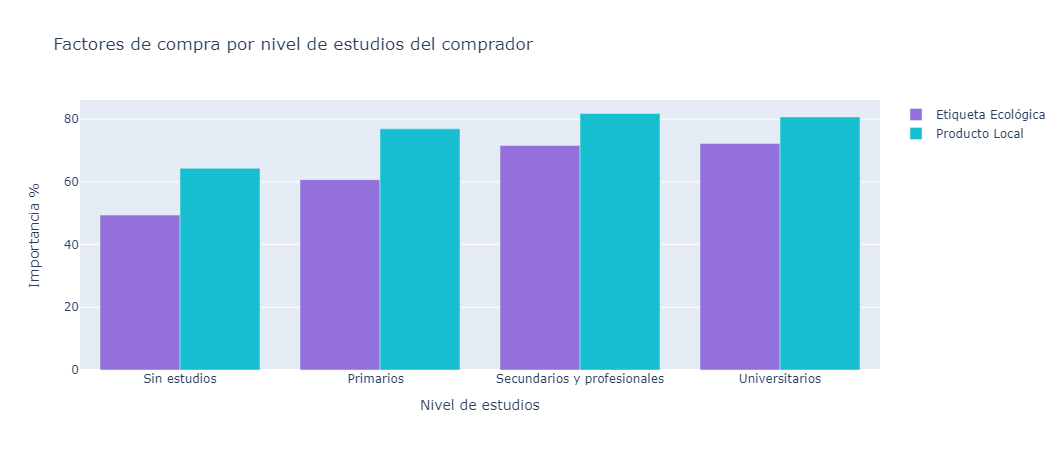 Factores de compra por nivel de estudios del comprador
Etiqueta Ecológica
Producto Local
Importancia %
80
60
40
20
0
Sin estudios
Primarios
Secundarios y profesionales
Universitarios
Nivel de estudios